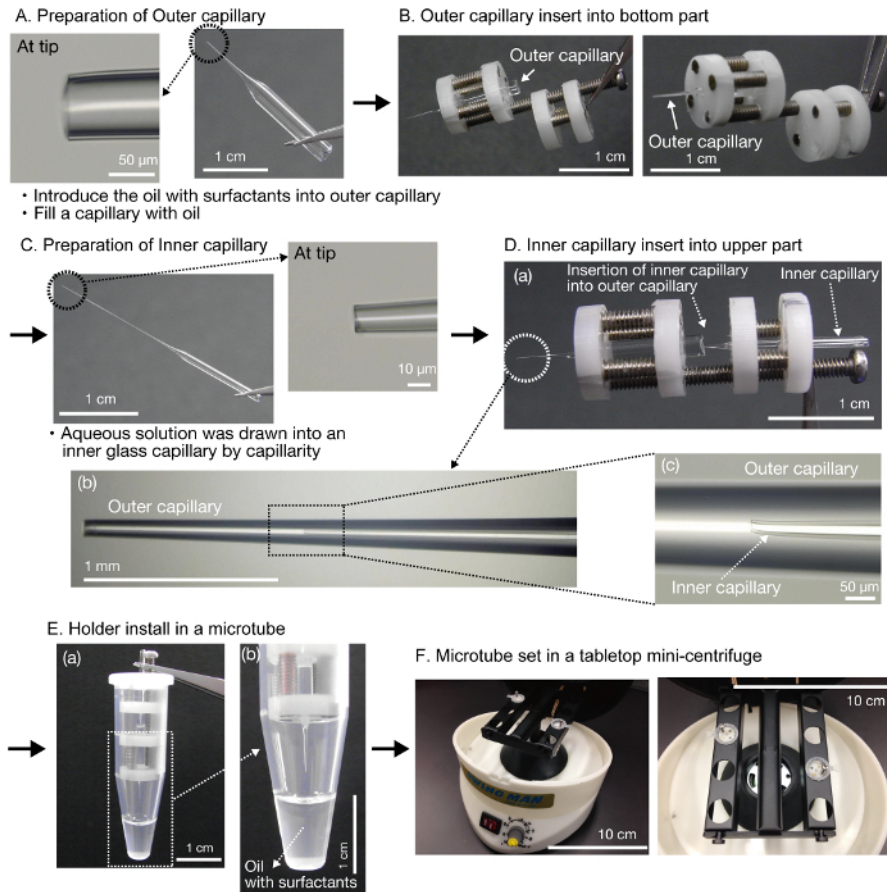 A. Preparation of Outer capillary
At tip
50 µm
1 cm
• Introduce the oil with surfactants into outer capillary
• Fill a capillary with oil
B. Outer capillary insert into bottom part
Outer capillary
1 cm
Outer capillary
1 cm
C. Preparation of Inner capillary
1 cm
At tip
10 µm
• Aqueous solution was drawn into an
inner glass capillary by capillarity
D. Inner capillary insert into upper part
(a)
Insertion of inner capillary
into outer capillary
Inner capillary
1 cm
(b)
Outer capillary
1 mm
(c)
Outer capillary
Inner capillary
50 µm
E. Holder install in a microtube
(a)
1 cm
(b)
1 cm
Oil
with surfactants
F. Microtube set in a tabletop mini-centrifuge
MAN
10 cm
10 cm